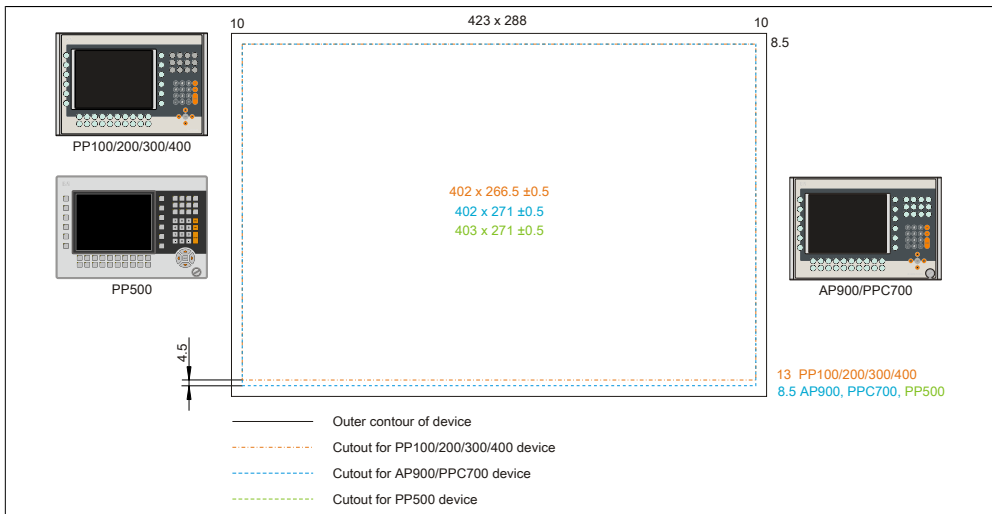 10 423 x 288 10
8.5
PP100/200/300/400
402 x 266.5 ±0.5
402 x 271 ±0.5
403 x 271 ±0.5
PP500
AP900/PPC700
4.5
13 PP100/200/300/400
8.5 AP900, PPC700, PP500
Outer contour of device
Cutout for PP100/200/300/400 device
Cutout for AP900/PPC700 device
Cutout for PP500 device